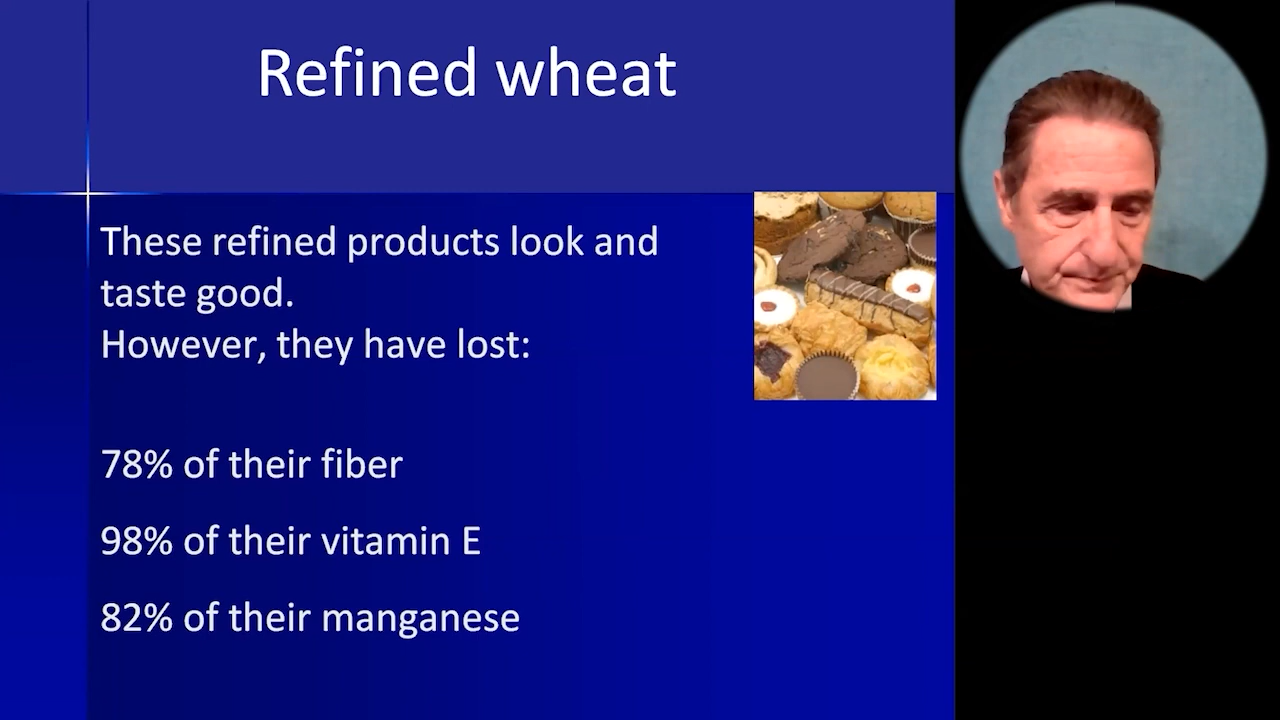 Refined wheat
These refined products look and
taste good.
However, they have lost:
78% of their fiber
98% of their vitamin E
82% of their manganese